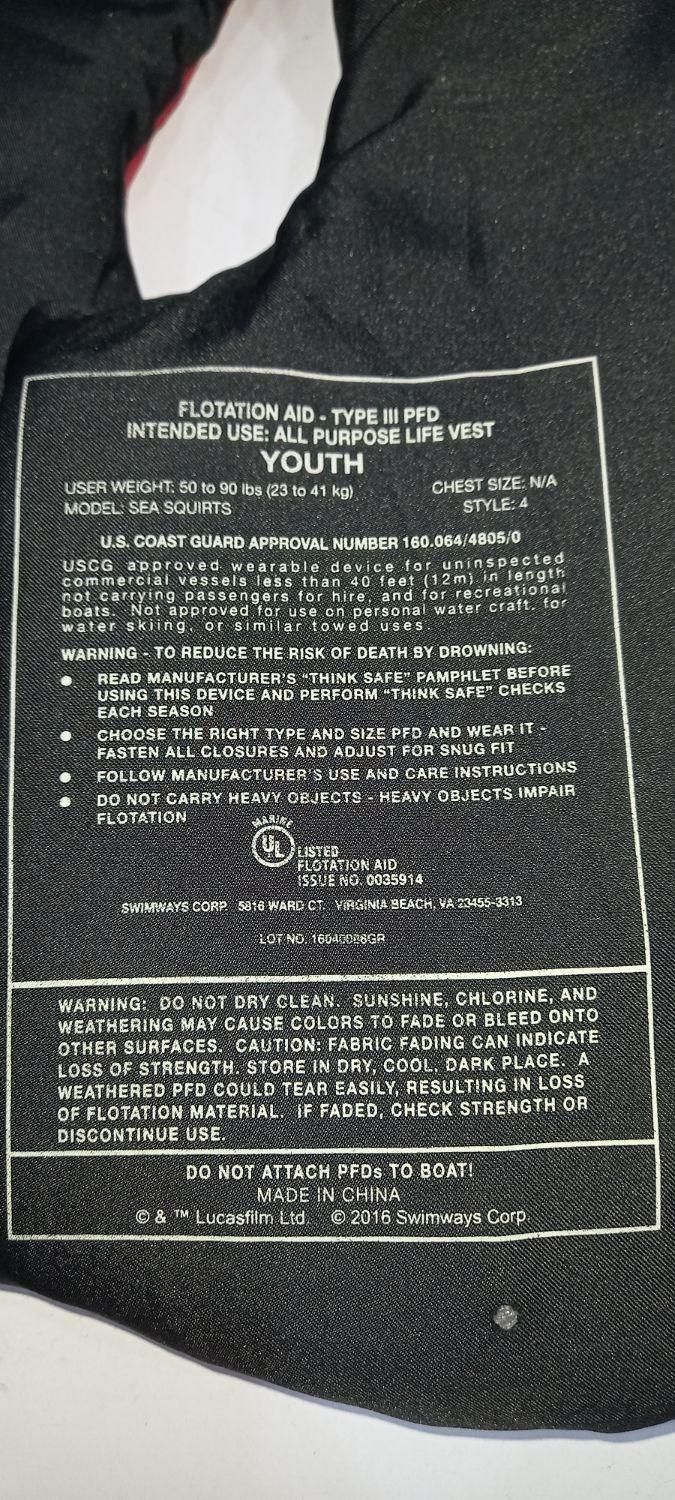 FLOTATION AID - TYPE III PFD
INTENDED USE: ALL PURPOSE LIFE VEST
YOUTH
USER WEIGHT: 50 to 90 lbs (23 to 41 kg) CHEST SIZE: N/A
MODEL: SEA SQUIRTS STYLE: 4
U.S. COAST GUARD APPROVAL NUMBER 160.064/4805/0
USCG approved wearable device for uninspected
commercial vessels less than 40 feet (12m) in length
not carrying passengers for hire, and for recreational
boats. Not approved for use on personal water craft. for
water skiing, or similar towed uses.
WARNING - TO REDUCE THE RISK OF DEATH BY DROWNING:
• READ MANUFACTURER'S "THINK SAFE" PAMPHLET BEFORE
USING THIS DEVICE AND PERFORM "THINK SAFE" CHECKS
EACH SEASON
• CHOOSE THE RIGHT TYPE AND SIZE PFD AND WEAR IT -
FASTEN ALL CLOSURES AND ADJUST FOR SNUG FIT
• FOLLOW MANUFACTURER'S USE AND CARE INSTRUCTIONS
• DO NOT CARRY HEAVY OBJECTS - HEAVY OBJECTS IMPAIR
FLOTATION
MARINE
UL LISTED
FLOTATION AID
ISSUE NO. 0035914
SWIMWAYS CORP. 5816 WARD CT. VIRGINIA BEACH, VA 23455-3313
LOT NO: 16040086GR
WARNING: DO NOT DRY CLEAN. SUNSHINE, CHLORINE, AND
WEATHERING MAY CAUSE COLORS TO FADE OR BLEED ONTO
OTHER SURFACES. CAUTION: FABRIC FADING CAN INDICATE
LOSS OF STRENGTH. STORE IN DRY, COOL, DARK PLACE. A
WEATHERED PFD COULD TEAR EASILY, RESULTING IN LOSS
OF FLOTATION MATERIAL. IF FADED, CHECK STRENGTH OR
DISCONTINUE USE.
DO NOT ATTACH PFDs TO BOAT!
MADE IN CHINA
© & ™ Lucasfilm Ltd. © 2016 Swimways Corp.